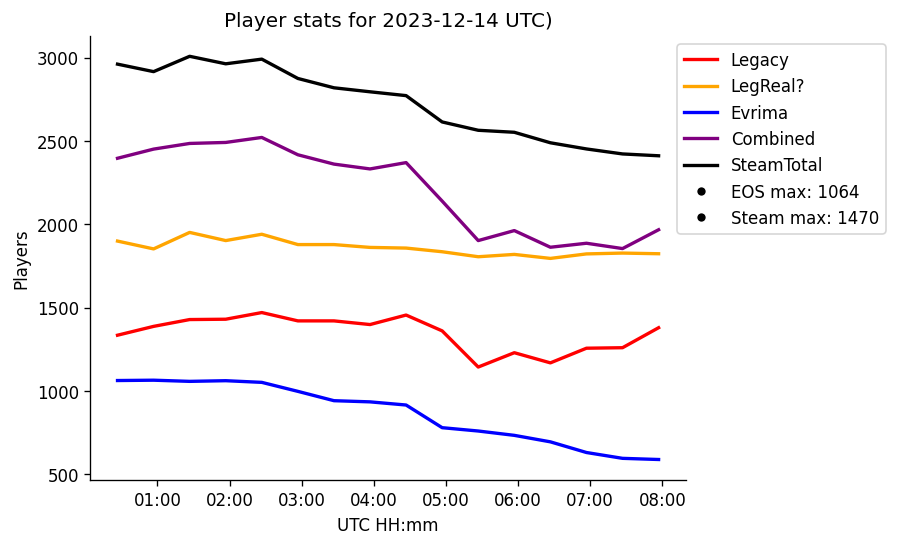 Player stats for 2023-12-14 UTC)
Players
3000
2500
2000
1500
1000
500
01:00 02:00 03:00 04:00 05:00 06:00 07:00 08:00
UTC HH:mm
Legacy
LegReal?
Evrima
Combined
SteamTotal
EOS max: 1064
Steam max: 1470